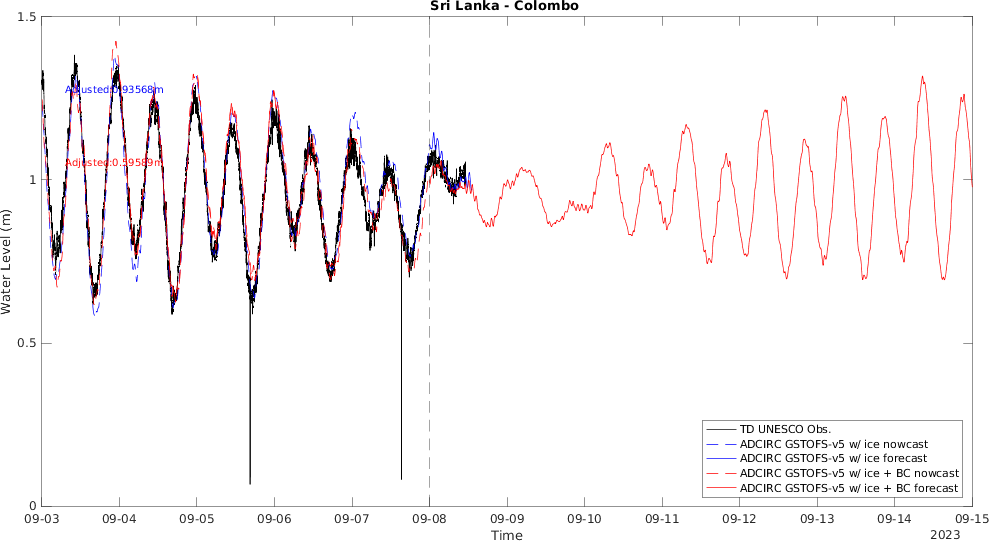 Sri Lanka - Colombo
1.5
Adjusted:0.93568m
Adjusted:0.59589m
1
Water Level (m)
0.5
0
TD UNESCO Obs.
ADCIRC GSTOFS-v5 w/ ice nowcast
ADCIRC GSTOFS-v5 w/ ice forecast
ADCIRC GSTOFS-v5 w/ ice + BC nowcast
ADCIRC GSTOFS-v5 w/ ice + BC forecast
09-03 09-04 09-05 09-06 09-07 09-08 09-09 09-10 09-11 09-12 09-13 09-14 09-15
Time
2023